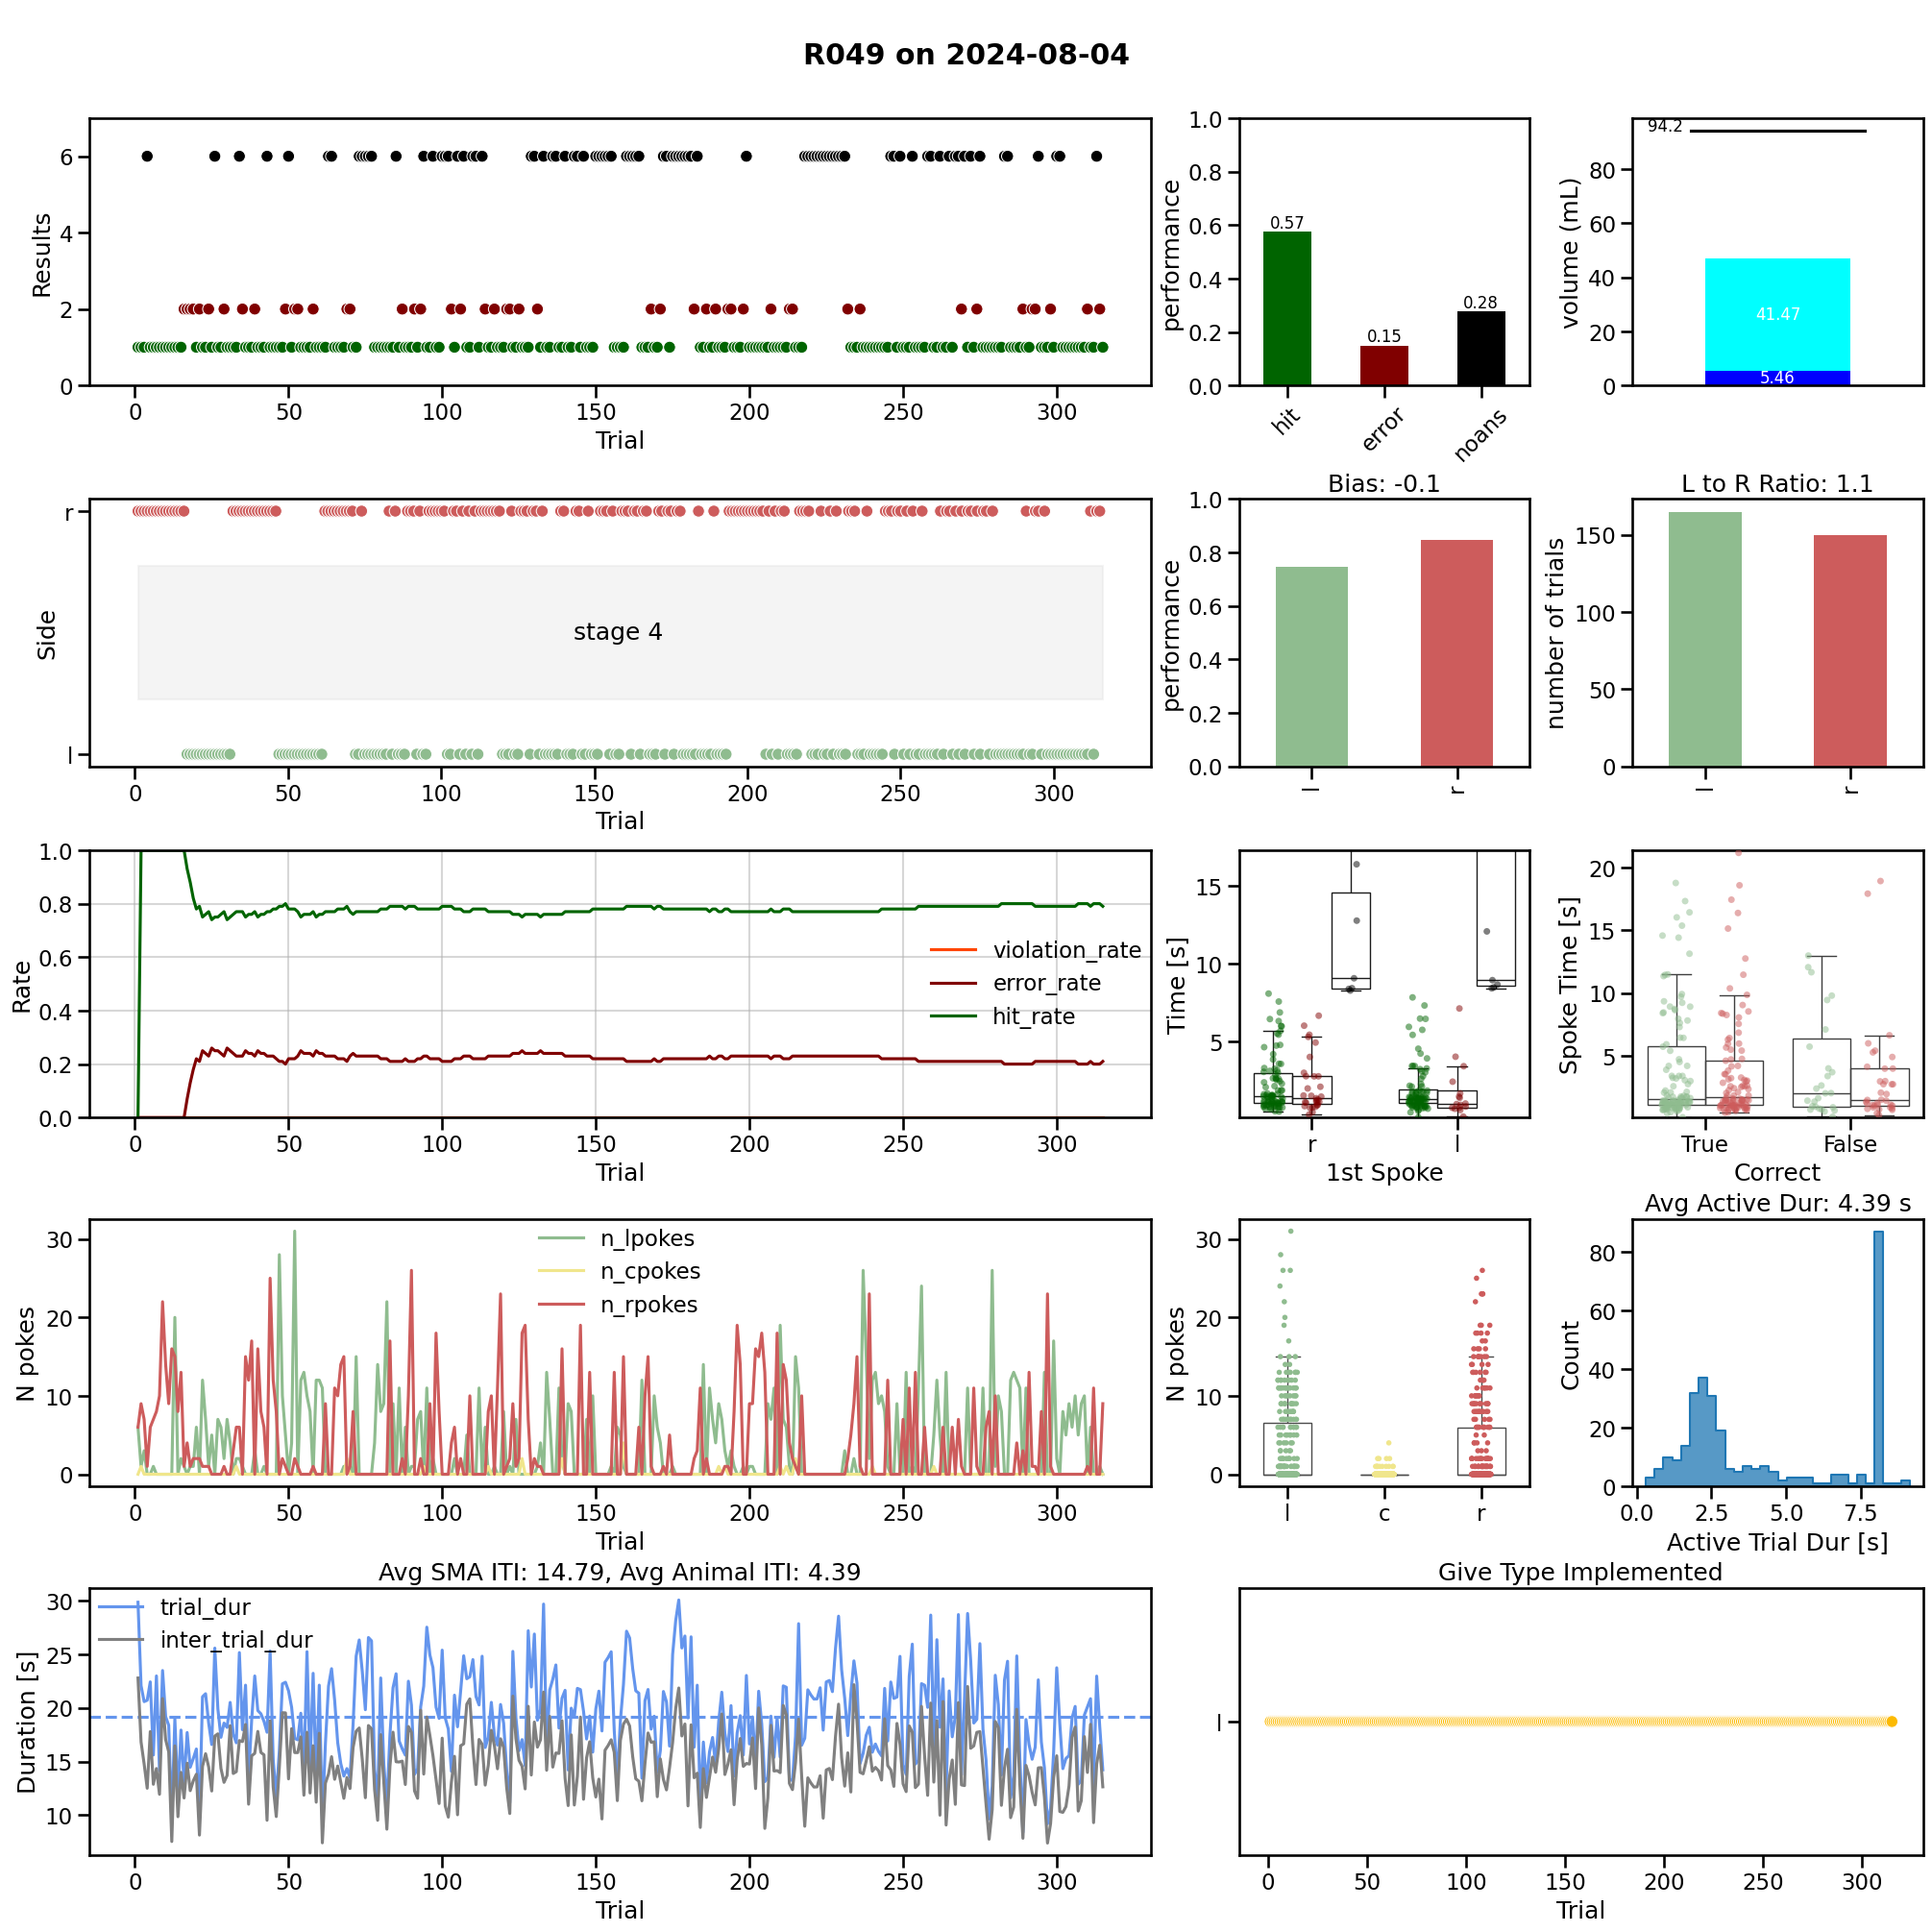 R049 on 2024-08-04
Results
6
4
2
0
0 50 100 150 200 250 300
Trial
performance
1.0
0.8
0.6
0.4
0.2
0.0
0.57
0.15
0.28
hit error noans
volume (mL)
80
60
40
20
0
94.2
41.47
5.46
Side
r
l
stage 4
0 50 100 150 200 250 300
Trial
Bias: -0.1
performance
1.0
0.8
0.6
0.4
0.2
0.0
l r
L to R Ratio: 1.1
number of trials
150
100
50
0
l r
Rate
1.0
0.8
0.6
0.4
0.2
0.0
violation_rate
error_rate
hit_rate
0 50 100 150 200 250 300
Trial
Time [s]
15
10
5
r l
1st Spoke
Spoke Time [s]
20
15
10
5
True False
Correct
N pokes
30
20
10
0
n_lpokes
n_cpokes
n_rpokes
0 50 100 150 200 250 300
Trial
N pokes
30
20
10
0
l c r
Avg Active Dur: 4.39 s
Count
80
60
40
20
0
0.0 2.5 5.0 7.5
Active Trial Dur [s]
Avg SMA ITI: 14.79, Avg Animal ITI: 4.39
Duration [s]
30
25
20
15
10
trial_dur
inter_trial_dur
0 50 100 150 200 250 300
Trial
Give Type Implemented
l
0 50 100 150 200 250 300
Trial